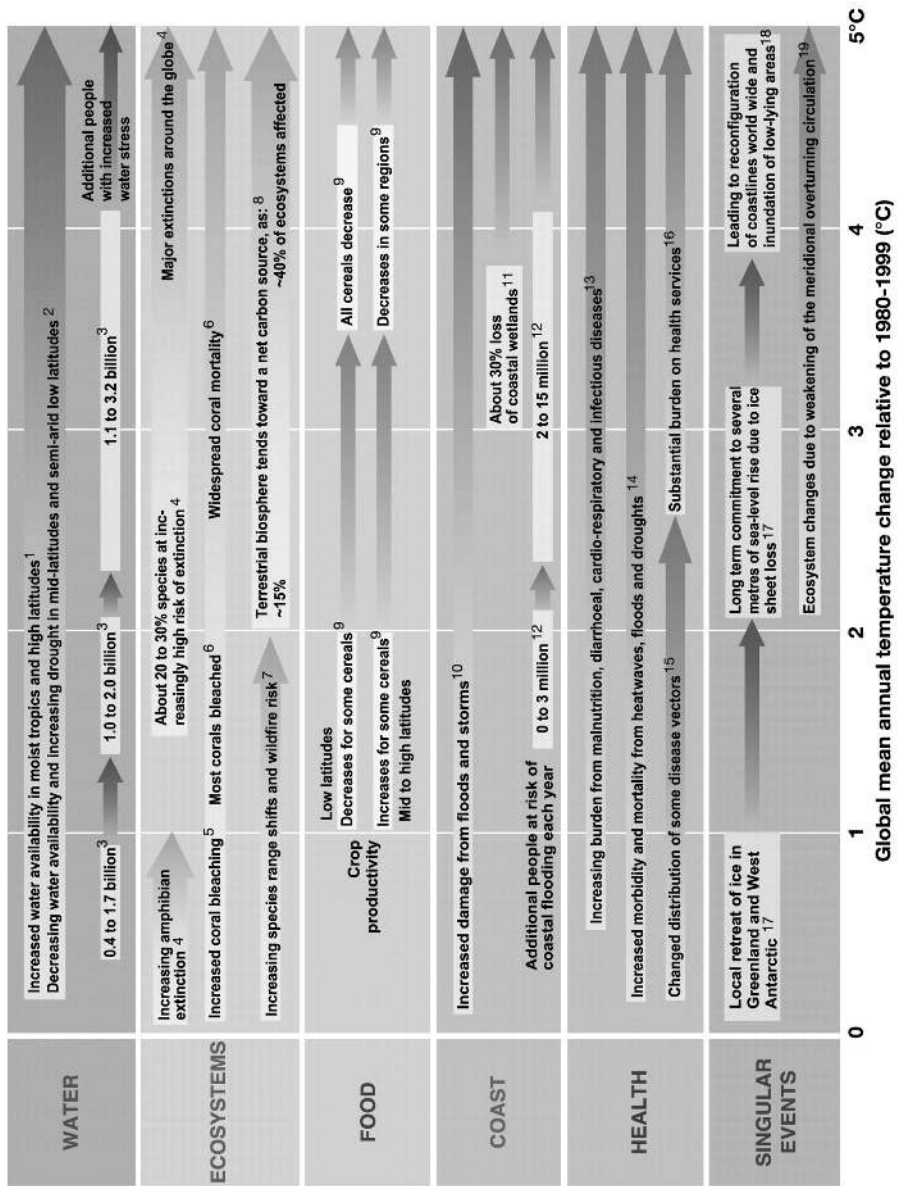 WATER
Increased water availability in moist tropics and high latitudes 1
Decreasing water availability and increasing drought in mid-latitudes and semi-arid low latitudes 2
0.4 to 1.7 billion 3
1.0 to 2.0 billion 3
1.1 to 3.2 billion 3
Additional people
with increased
water stress
ECOSYSTEMS
Increasing amphibian
extinction 4
About 20 to 30% species at inc-
reasingly high risk of extinction 4
Major extinctions around the globe 4
Increased coral bleaching 5
Most corals bleached 6
Widespread coral mortality 6
Increasing species range shifts and wildfire risk 7
Terrestrial biosphere tends toward a net carbon source, as: 8
~15%
~40% of ecosystems affected
FOOD
Crop
productivity
Low latitudes
Decreases for some cereals 9
All cereals decrease 9
Increases for some cereals 9
Mid to high latitudes
Decreases in some regions 9
COAST
Increased damage from floods and storms 10
About 30% loss
of coastal wetlands 11
Additional people at risk of
coastal flooding each year
0 to 3 million 12
2 to 15 million 12
HEALTH
Increasing burden from malnutrition, diarrhoeal, cardio-respiratory and infectious diseases 13
Increased morbidity and mortality from heatwaves, floods and droughts 14
Changed distribution of some disease vectors 15
Substantial burden on health services 16
SINGULAR
EVENTS
Local retreat of ice in
Greenland and West
Antarctic 17
Long term commitment to several
metres of sea-level rise due to ice
sheet loss 17
Leading to reconfiguration
of coastlines world wide and
inundation of low-lying areas 18
Ecosystem changes due to weakening of the meridional overturning circulation 19
0 1 2 3 4 5°C
Global mean annual temperature change relative to 1980-1999 (°C)